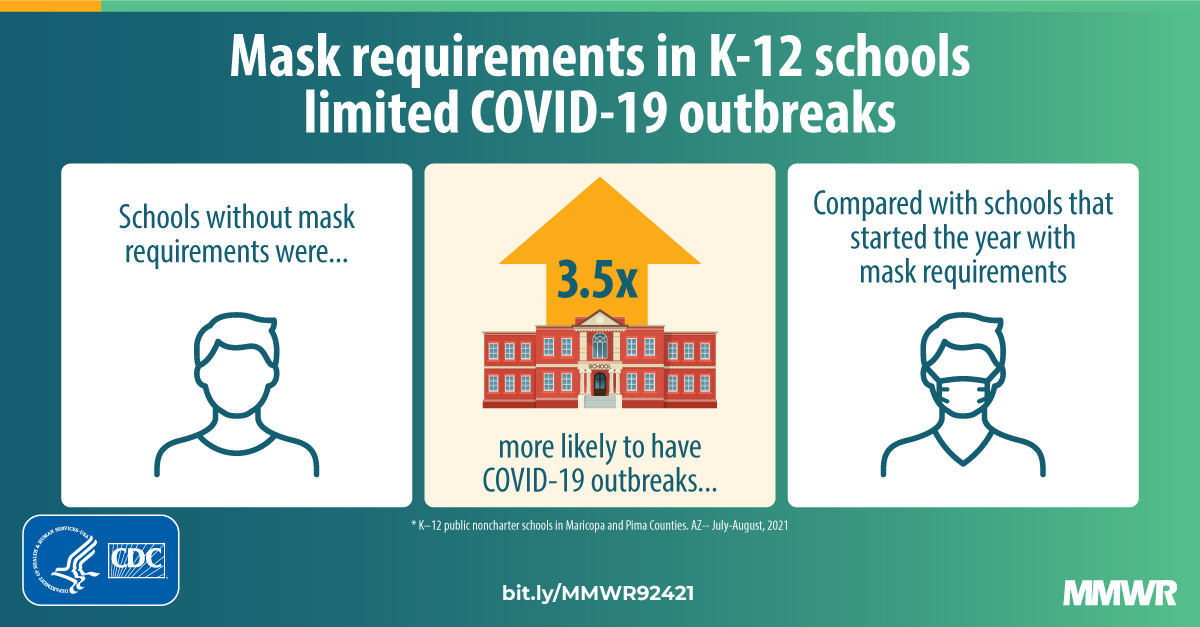 Mask requirements in K-12 schools
limited COVID-19 outbreaks
Schools without mask
requirements were...
3.5x
SCHOOL
more likely to have
COVID-19 outbreaks...
Compared with schools that
started the year with
mask requirements
* K–12 public noncharter schools in Maricopa and Pima Counties. AZ-- July-August, 2021
DEPARTMENT OF HEALTH & HUMAN SERVICES • USA
CDC
bit.ly/MMWR92421
MMWR